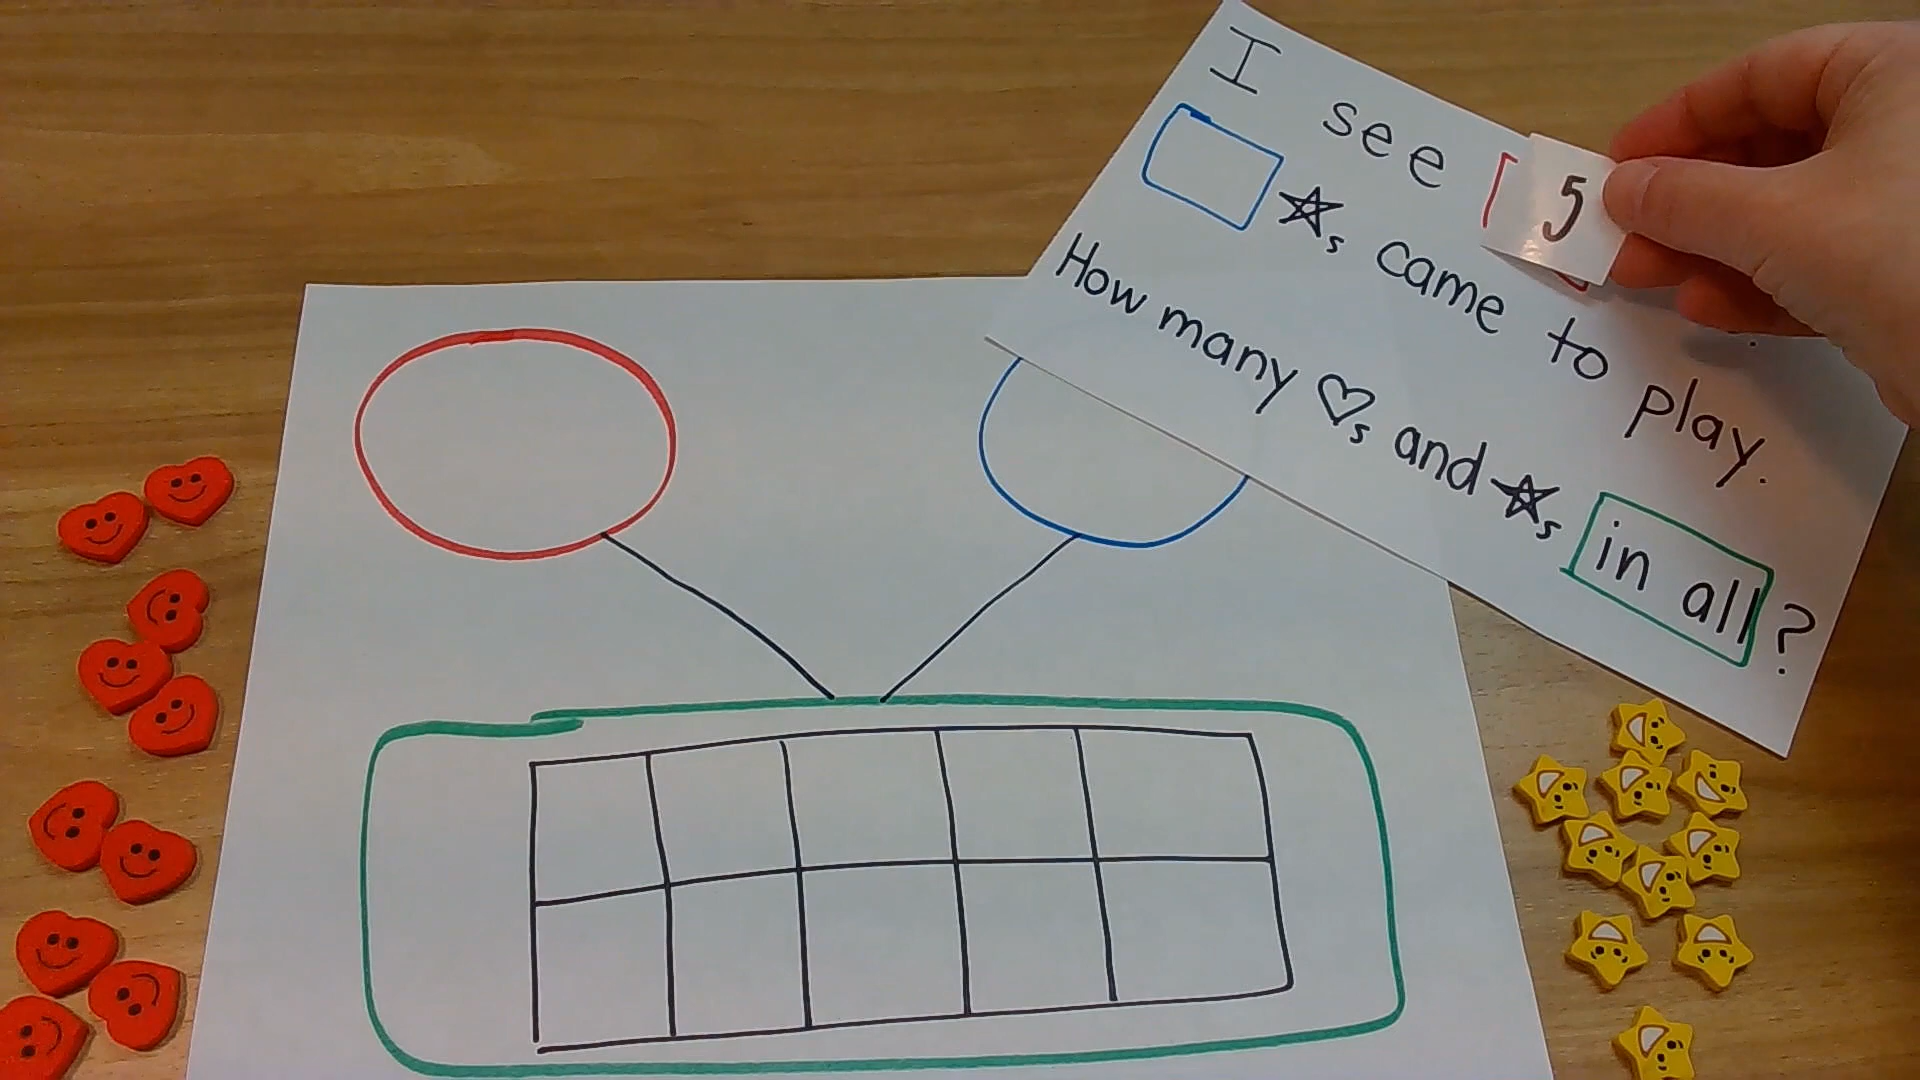 I see 5
☆s came to play.
How many ♡s and ☆s in all?